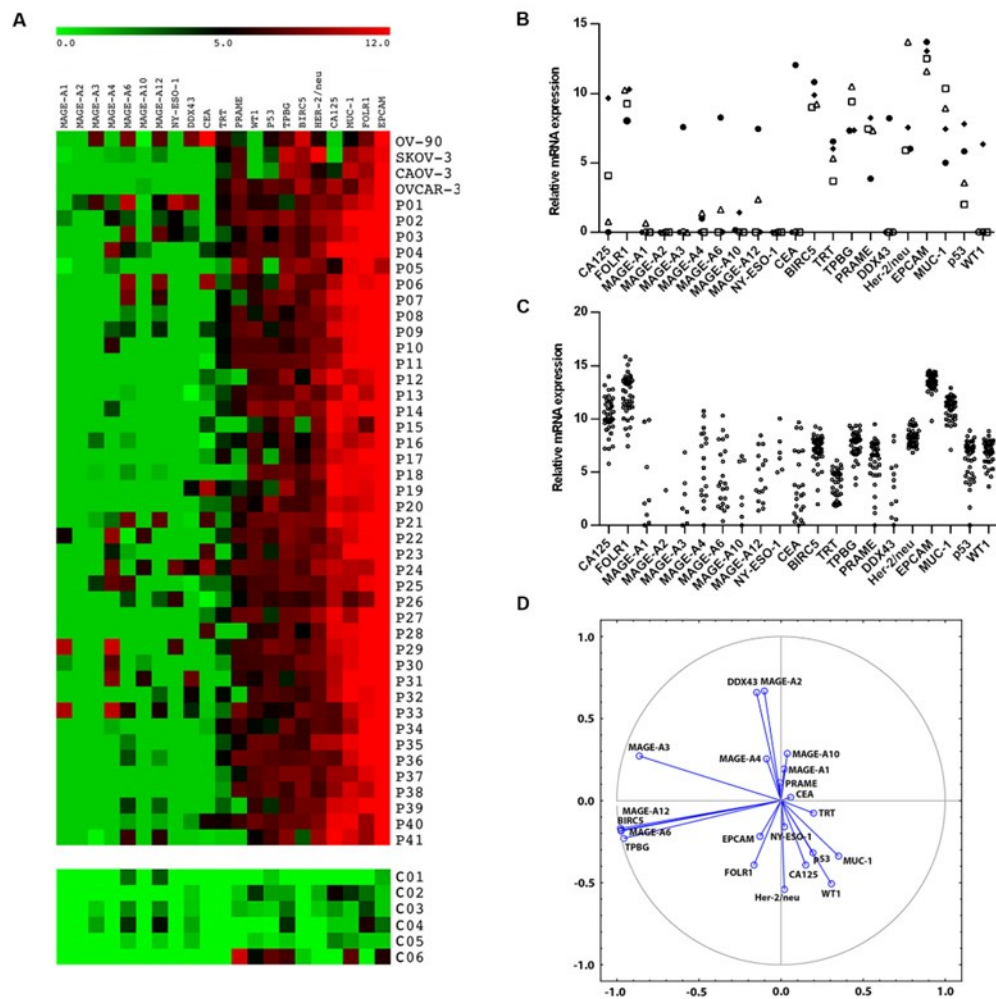 A
0.0 5.0 12.0
MAGE-A1
MAGE-A2
MAGE-A3
MAGE-A4
MAGE-A6
MAGE-A10
MAGE-A12
NY-ESO-1
DDX43
CEA
TRT
PRAME
WT1
P53
TPBG
BIRC5
HER-2/neu
CA125
MUC-1
FOLR1
EPCAM
OV-90
SKOV-3
CAOV-3
OVCAR-3
P01
P02
P03
P04
P05
P06
P07
P08
P09
P10
P11
P12
P13
P14
P15
P16
P17
P18
P19
P20
P21
P22
P23
P24
P25
P26
P27
P28
P29
P30
P31
P32
P33
P34
P35
P36
P37
P38
P39
P40
P41
C01
C02
C03
C04
C05
C06
B
Relative mRNA expression
15
10
5
0
CA125
FOLR1
MAGE-A1
MAGE-A2
MAGE-A3
MAGE-A4
MAGE-A6
MAGE-A10
MAGE-A12
NY-ESO-1
CEA
BIRC5
TRT
TPBG
PRAME
DDX43
Her-2/neu
EPCAM
MUC-1
p53
WT1
C
Relative mRNA expression
20
15
10
5
0
CA125
FOLR1
MAGE-A1
MAGE-A2
MAGE-A3
MAGE-A4
MAGE-A6
MAGE-A10
MAGE-A12
NY-ESO-1
CEA
BIRC5
TRT
TPBG
PRAME
DDX43
Her-2/neu
EPCAM
MUC-1
p53
WT1
D
1.0
0.5
0.0
-0.5
-1.0
DDX43 MAGE-A2
MAGE-A3
MAGE-A4
MAGE-A10
MAGE-A1
PRAME
CEA
TRT
MAGE-A12
BIRC5
MAGE-A6
TPBG
EPCAM
NY-ESO-1
P53
MUC-1
FOLR1
CA125
WT1
Her-2/neu
-1.0 -0.5 0.0 0.5 1.0